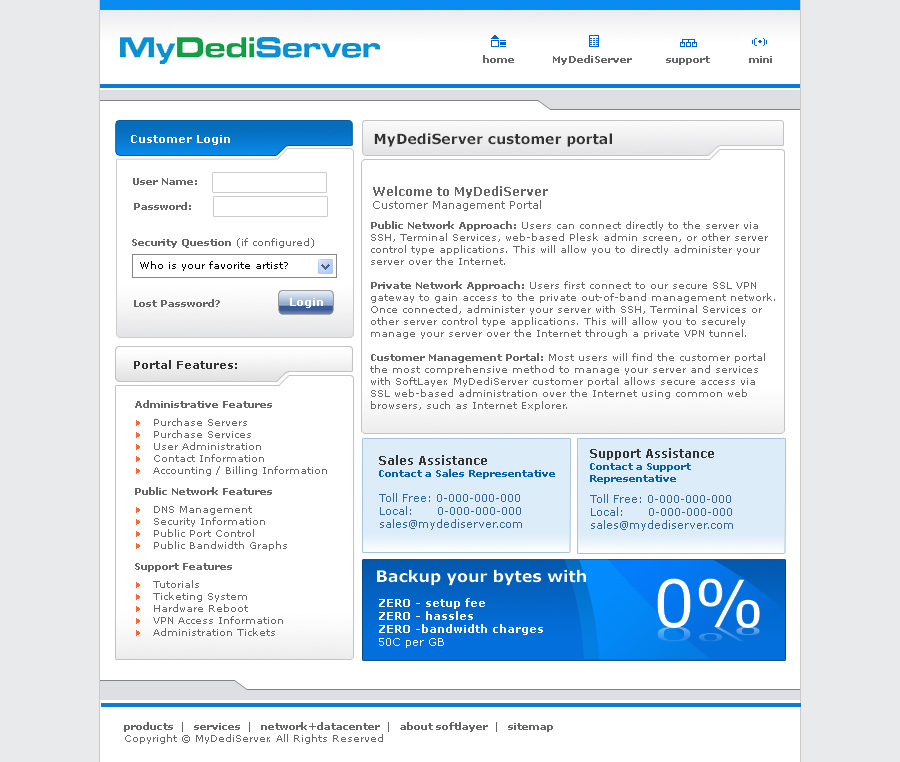 MyDediServer
home
MyDediServer
support
mini
Customer Login
User Name:
Password:
Security Question (if configured)
Who is your favorite artist?
Lost Password?
Login
Portal Features:
Administrative Features
Purchase Servers
Purchase Services
User Administration
Contact Information
Accounting / Billing Information
Public Network Features
DNS Management
Security Information
Public Port Control
Public Bandwidth Graphs
Support Features
Tutorials
Ticketing System
Hardware Reboot
VPN Access Information
Administration Tickets
MyDediServer customer portal
Welcome to MyDediServer
Customer Management Portal
Public Network Approach: Users can connect directly to the server via
SSH, Terminal Services, web-based Plesk admin screen, or other server
control type applications. This will allow you to directly administer your
server over the Internet.
Private Network Approach: Users first connect to our secure SSL VPN
gateway to gain access to the private out-of-band management network.
Once connected, administer your server with SSH, Terminal Services or
other server control type applications. This will allow you to securely
manage your server over the Internet through a private VPN tunnel.
Customer Management Portal: Most users will find the customer portal
the most comprehensive method to manage your server and services
with SoftLayer. MyDediServer customer portal allows secure access via
SSL web-based administration over the Internet using common web
browsers, such as Internet Explorer.
Sales Assistance
Contact a Sales Representative
Toll Free: 0-000-000-000
Local: 0-000-000-000
sales@mydediserver.com
Support Assistance
Contact a Support
Representative
Toll Free: 0-000-000-000
Local: 0-000-000-000
sales@mydediserver.com
Backup your bytes with
ZERO - setup fee
ZERO - hassles
ZERO -bandwidth charges
50C per GB
0%
products | services | network+datacenter | about softlayer | sitemap
Copyright © MyDediServer. All Rights Reserved